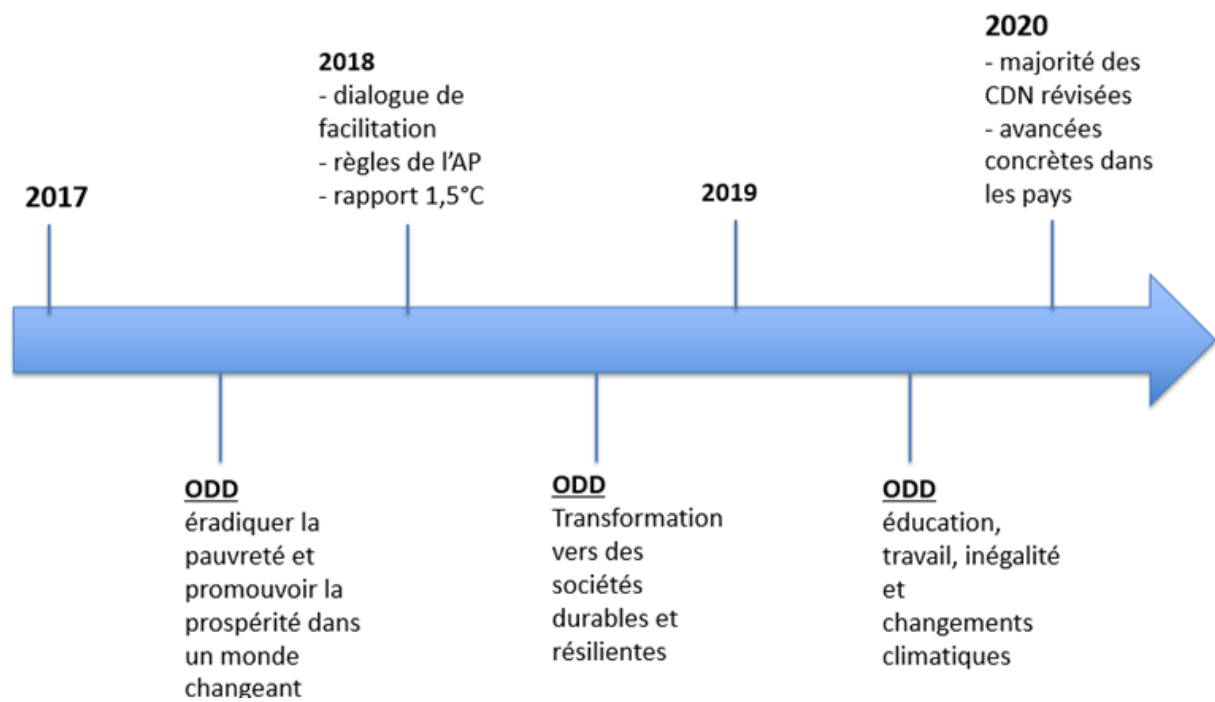 2017
2018
- dialogue de
facilitation
- règles de l'AP
- rapport 1,5°C
2019
2020
- majorité des
CDN révisées
- avancées
concrètes dans
les pays
ODD
éradiquer la
pauvreté et
promouvoir la
prospérité dans
un monde
changeant
ODD
Transformation
vers des
sociétés
durables et
résilientes
ODD
éducation,
travail, inégalité
et
changements
climatiques